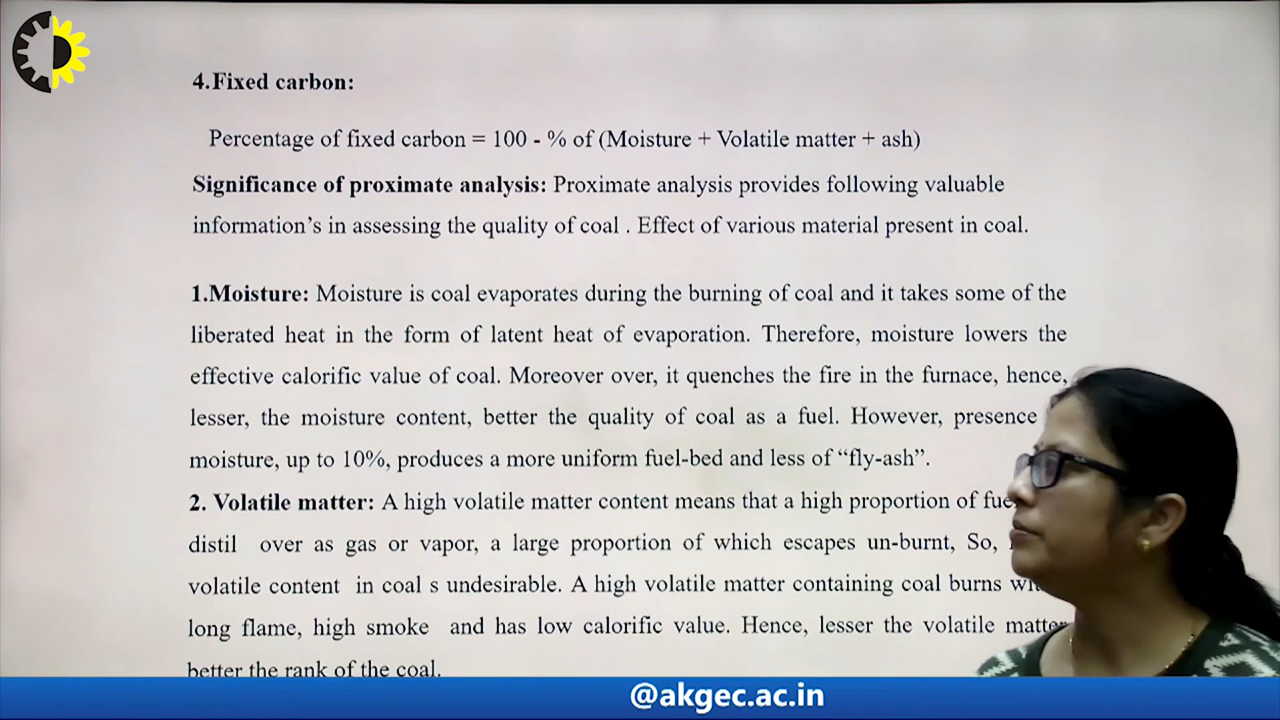 4.Fixed carbon:
Percentage of fixed carbon = 100 - % of (Moisture + Volatile matter + ash)
Significance of proximate analysis: Proximate analysis provides following valuable
information’s in assessing the quality of coal . Effect of various material present in coal.
1.Moisture: Moisture is coal evaporates during the burning of coal and it takes some of the
liberated heat in the form of latent heat of evaporation. Therefore, moisture lowers the
effective calorific value of coal. Moreover over, it quenches the fire in the furnace, hence,
lesser, the moisture content, better the quality of coal as a fuel. However, presence
moisture, up to 10%, produces a more uniform fuel-bed and less of “fly-ash”.
2. Volatile matter: A high volatile matter content means that a high proportion of
distil over as gas or vapor, a large proportion of which escapes un-burnt, So,
volatile content in coal s undesirable. A high volatile matter containing coal burns
long flame, high smoke and has low calorific value. Hence, lesser the volatile matter
better the rank of the coal.
@akgec.ac.in